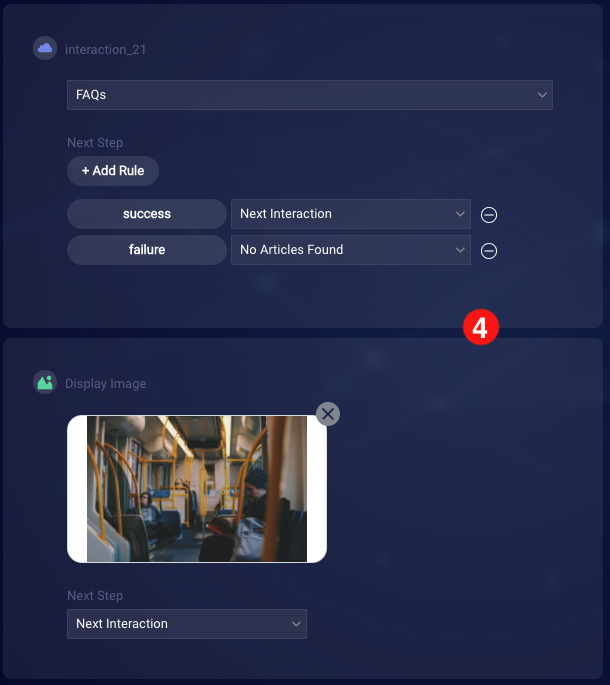 interaction_21
FAQs
Next Step
+ Add Rule
success Next Interaction
failure No Articles Found
4
Display Image
Next Step
Next Interaction